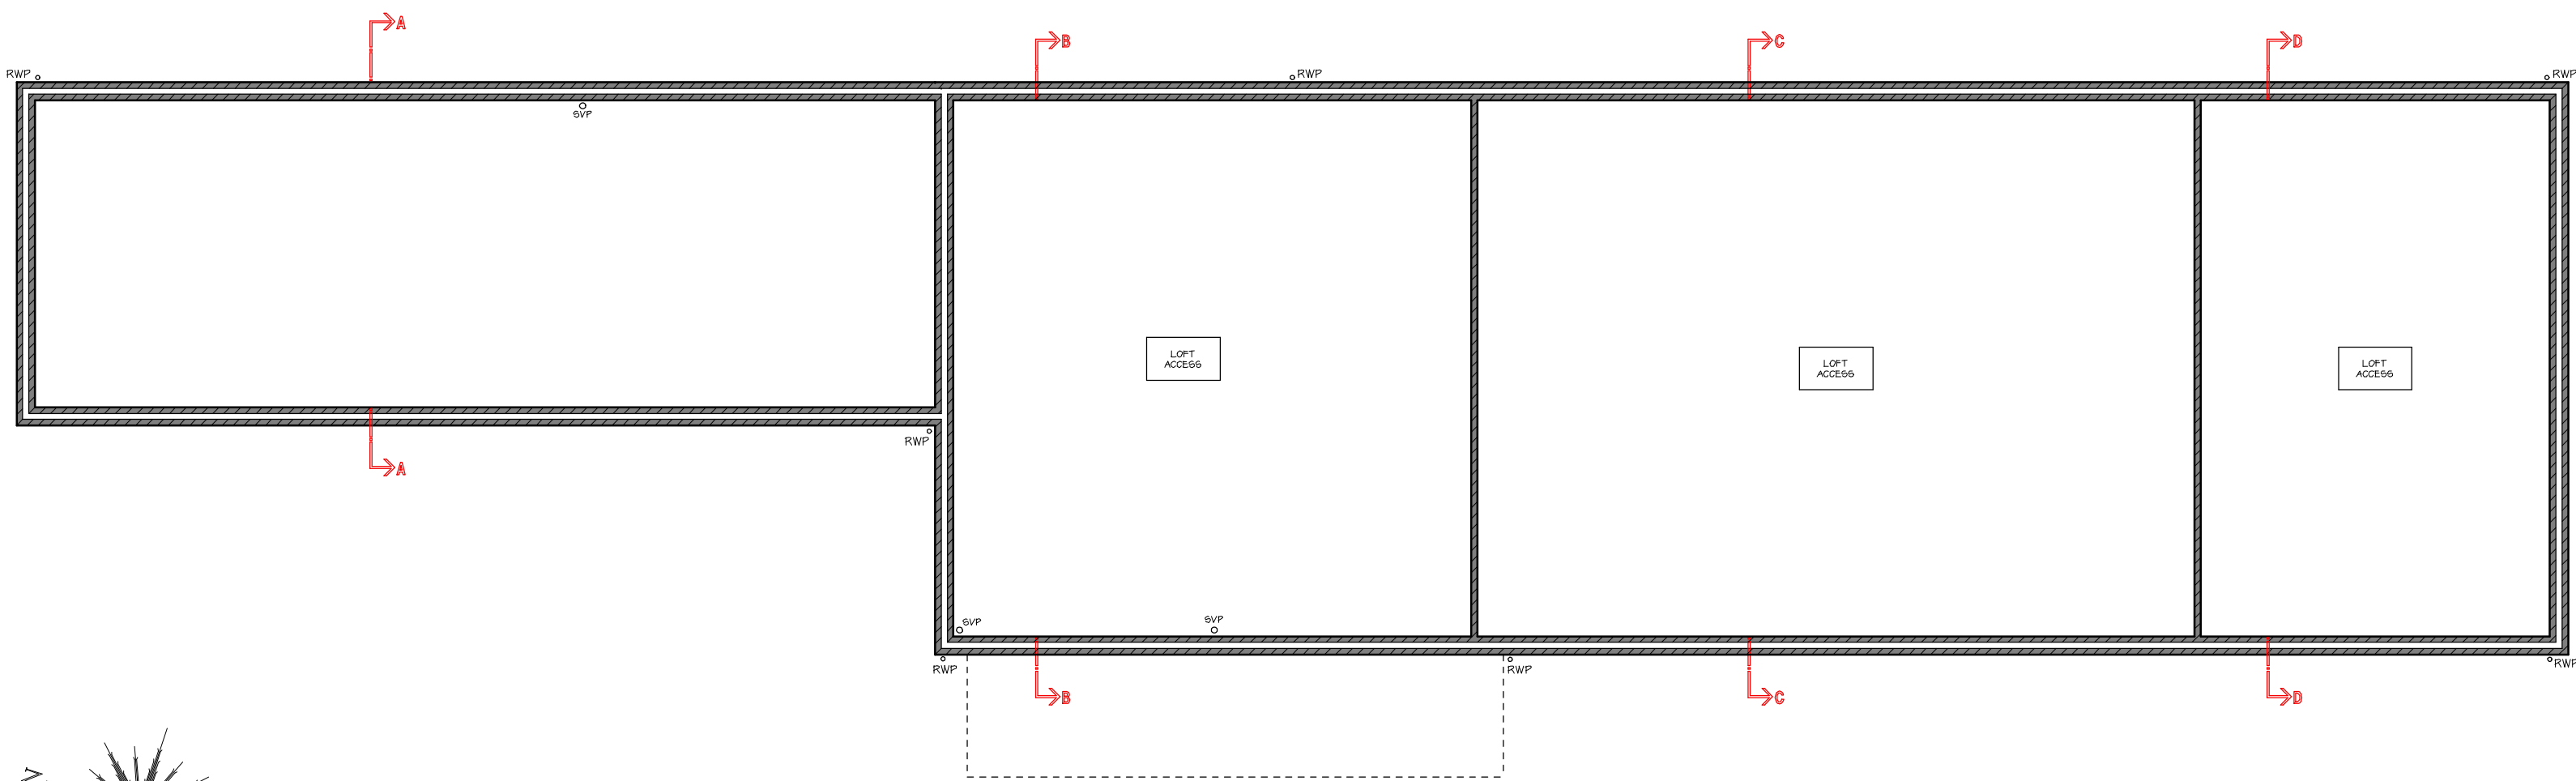 A
B
C
D
RWP
RWP
RWP
SVP
LOFT
ACCESS
LOFT
ACCESS
LOFT
ACCESS
RWP
A
SVP
SVP
RWP
RWP
RWP
B
C
D
N